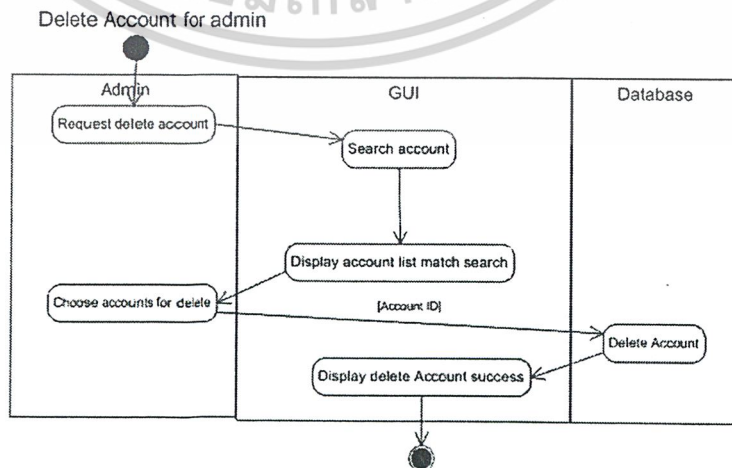 Delete Account for admin
Admin
GUI
Database
Request delete account
Search account
Display account list match search
Choose accounts for delete
[Account ID]
Delete Account
Display delete Account success